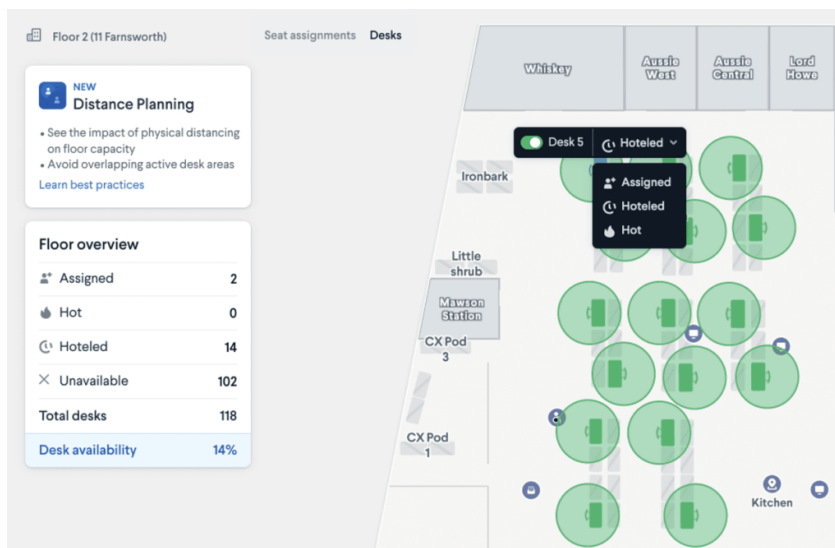 Floor 2 (11 Farnsworth)
Seat assignments
Desks
NEW
Distance Planning
• See the impact of physical distancing
on floor capacity
• Avoid overlapping active desk areas
Learn best practices
Floor overview
Assigned 2
Hot 0
Hoteled 14
Unavailable 102
Total desks 118
Desk availability 14%
Whiskey
Aussie
West
Aussie
Central
Lord
Howe
Desk 5
Hoteled
Assigned
Hoteled
Hot
Ironbark
Little
shrub
Mawson
Station
CX Pod
3
CX Pod
1
Kitchen